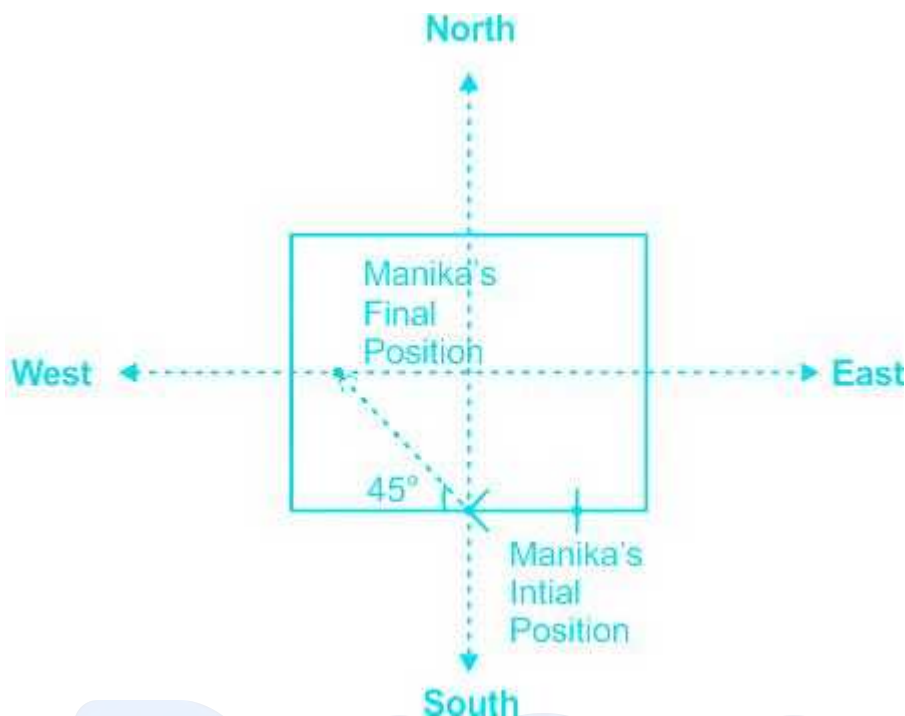 North
Manika's
Final
Position
West
East
45°
Manika's
Intial
Position
South